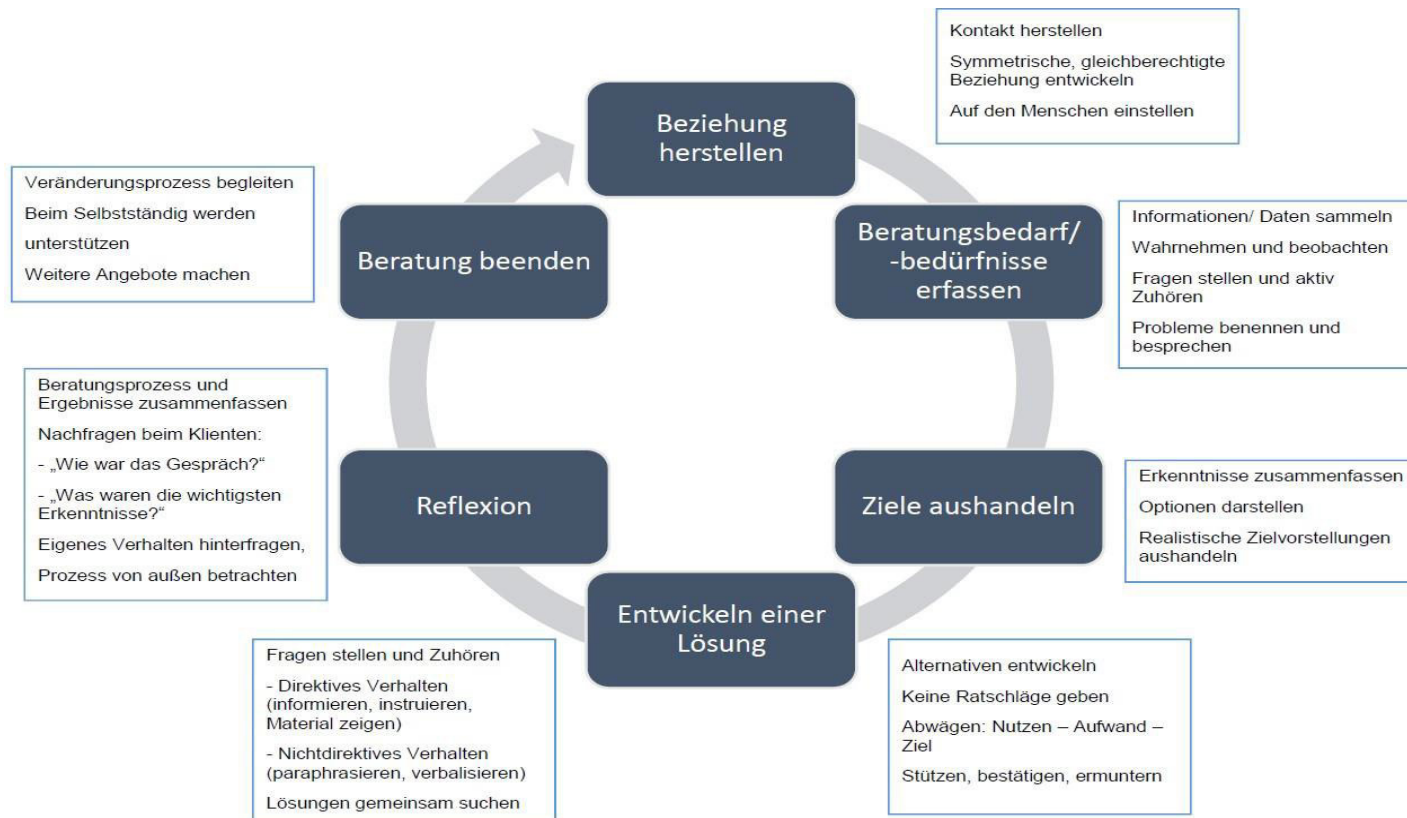 Beziehung
herstellen
Kontakt herstellen
Symmetrische, gleichberechtigte
Beziehung entwickeln
Auf den Menschen einstellen
Beratungsbedarf/
-bedürfnisse
erfassen
Informationen/ Daten sammeln
Wahrnehmen und beobachten
Fragen stellen und aktiv
Zuhören
Probleme benennen und
besprechen
Ziele aushandeln
Erkenntnisse zusammenfassen
Optionen darstellen
Realistische Zielvorstellungen
aushandeln
Entwickeln einer
Lösung
Alternativen entwickeln
Keine Ratschläge geben
Abwägen: Nutzen – Aufwand –
Ziel
Stützen, bestätigen, ermuntern
Fragen stellen und Zuhören
- Direktives Verhalten
(informieren, instruieren,
Material zeigen)
- Nichtdirektives Verhalten
(paraphrasieren, verbalisieren)
Lösungen gemeinsam suchen
Reflexion
Beratungsprozess und
Ergebnisse zusammenfassen
Nachfragen beim Klienten:
- „Wie war das Gespräch?“
- „Was waren die wichtigsten
Erkenntnisse?“
Eigenes Verhalten hinterfragen,
Prozess von außen betrachten
Beratung beenden
Veränderungsprozess begleiten
Beim Selbstständig werden
unterstützen
Weitere Angebote machen